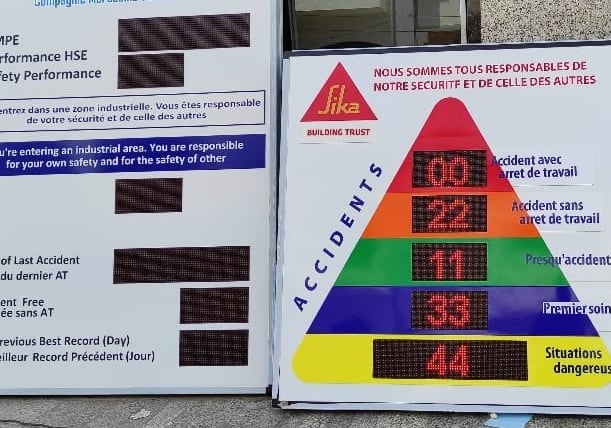 MPE
erformance HSE
fety Performance
entrez dans une zone industrielle. Vous êtes responsable
de votre sécurité et de celle des autres
u're entering an industrial area. You are responsible
for your own safety and for the safety of other
of Last Accident
du dernier AT
ent Free
ée sans AT
revious Best Record (Day)
eilleur Record Précédent (Jour)
NOUS SOMMES TOUS RESPONSABLES DE
NOTRE SECURITE ET DE CELLE DES AUTRES
Sika
BUILDING TRUST
ACCIDENTS
00
Accident avec
arret de travail
22
Accident sans
arret de travail
11
Presqu'accident
33
Premier soin
44
Situations
dangereus